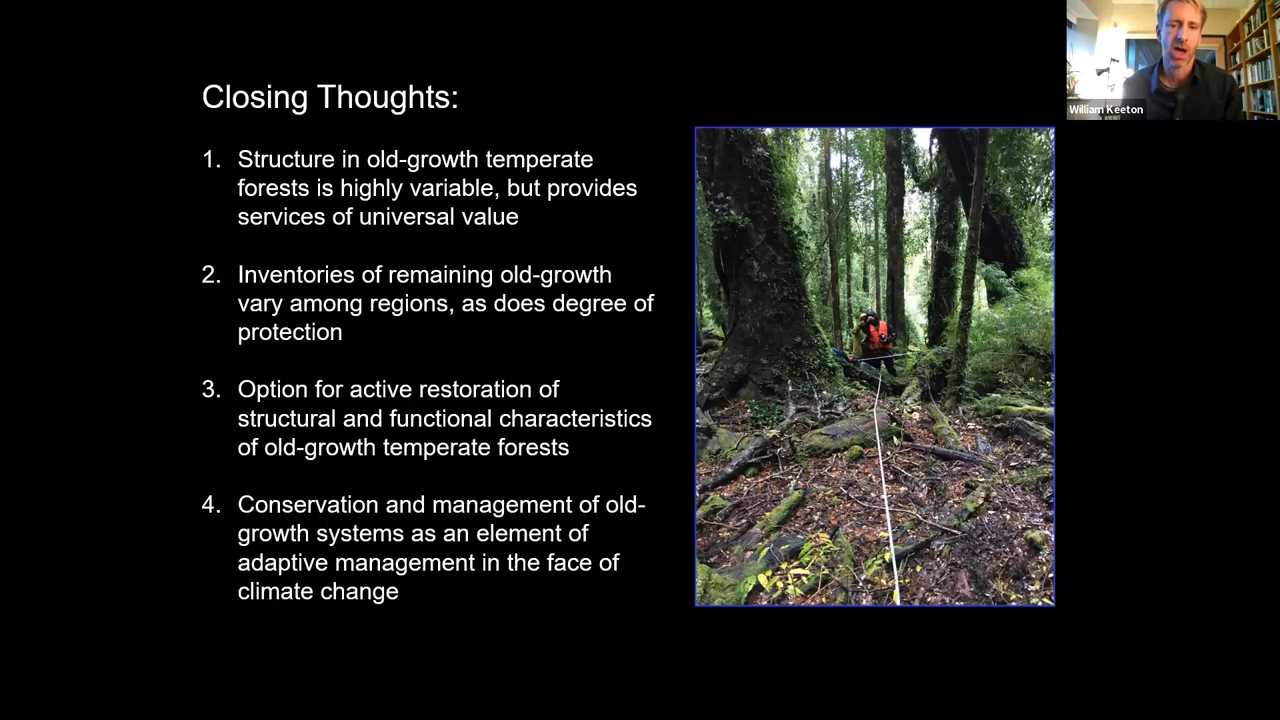 William Keeton
Closing Thoughts:
1. Structure in old-growth temperate
forests is highly variable, but provides
services of universal value
2. Inventories of remaining old-growth
vary among regions, as does degree of
protection
3. Option for active restoration of
structural and functional characteristics
of old-growth temperate forests
4. Conservation and management of old-
growth systems as an element of
adaptive management in the face of
climate change